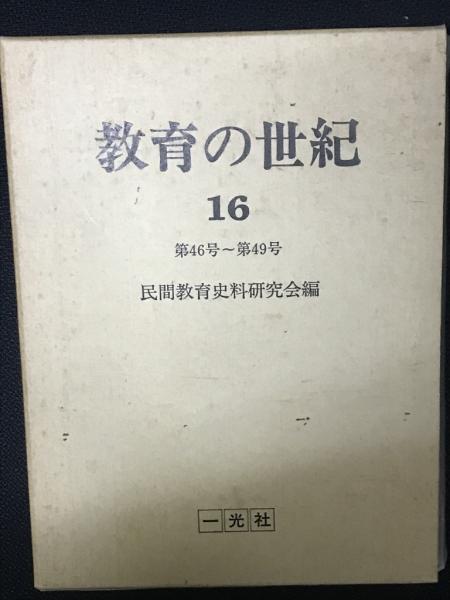 教育の世紀
16
第46号～第49号
民間教育史料研究会編
一光社